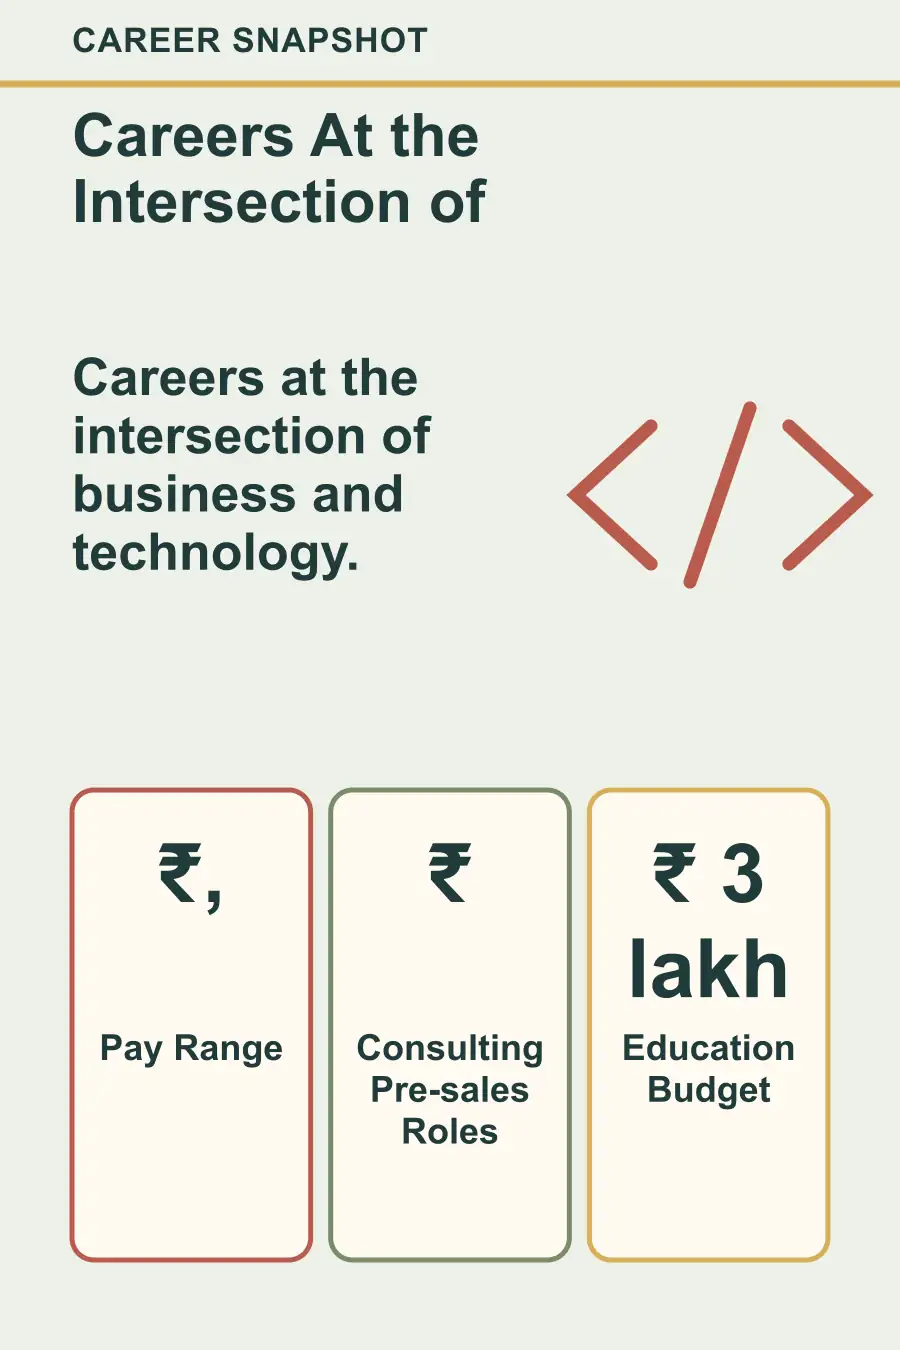 CAREER SNAPSHOT
Careers At the
Intersection of
Careers at the
intersection of
business and
technology.
₹,
Pay Range
₹
Consulting
Pre-sales
Roles
₹ 3
lakh
Education
Budget